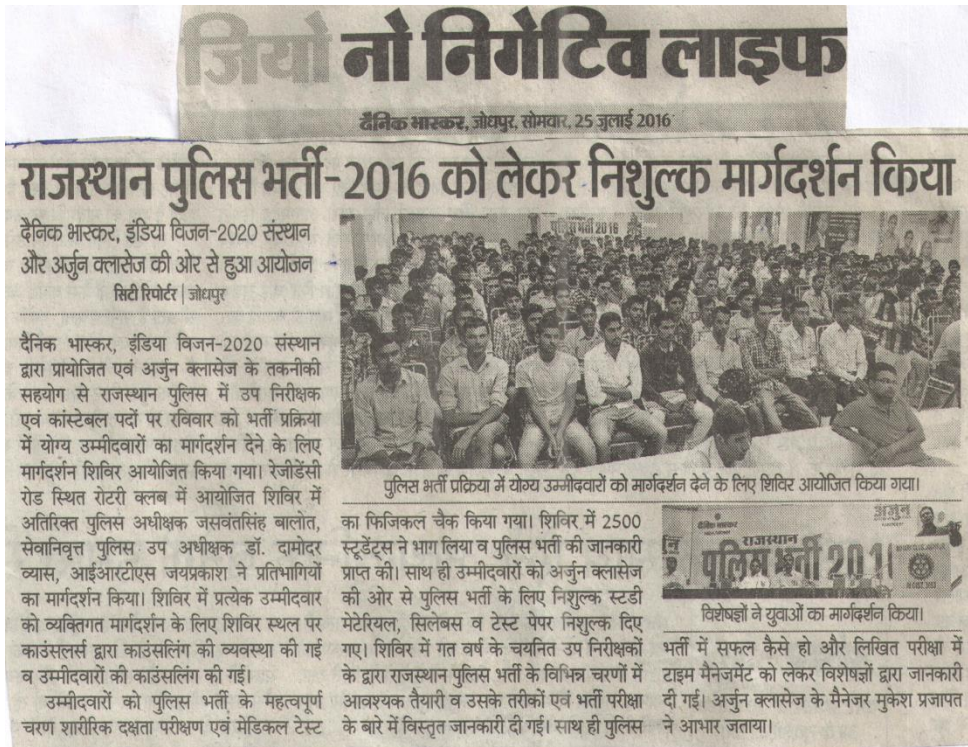 जियो नो निगेटिव लाइफ
दैनिक भास्कर, जोधपुर, सोमवार, 25 जुलाई 2016
राजस्थान पुलिस भर्ती-2016 को लेकर निशुल्क मार्गदर्शन किया
दैनिक भास्कर, इंडिया विजन-2020 संस्थान
और अर्जुन क्लासेज की ओर से हुआ आयोजन
सिटी रिपोर्टर | जोधपुर
दैनिक भास्कर, इंडिया विजन-2020 संस्थान
द्वारा प्रायोजित एवं अर्जुन क्लासेज के तकनीकी
सहयोग से राजस्थान पुलिस में उप निरीक्षक
एवं कांस्टेबल पदों पर रविवार को भर्ती प्रक्रिया
में योग्य उम्मीदवारों का मार्गदर्शन देने के लिए
मार्गदर्शन शिविर आयोजित किया गया। रेजीडेंसी
रोड स्थित रोटरी क्लब में आयोजित शिविर में
अतिरिक्त पुलिस अधीक्षक जसवंतसिंह बालोत,
सेवानिवृत्त पुलिस उप अधीक्षक डॉ. दामोदर
व्यास, आईआरटीएस जयप्रकाश ने प्रतिभागियों
का मार्गदर्शन किया। शिविर में प्रत्येक उम्मीदवार
को व्यक्तिगत मार्गदर्शन के लिए शिविर स्थल पर
काउंसलर्स द्वारा काउंसलिंग की व्यवस्था की गई
व उम्मीदवारों की काउंसलिंग की गई।
उम्मीदवारों को पुलिस भर्ती के महत्वपूर्ण
चरण शारीरिक दक्षता परीक्षण एवं मेडिकल टेस्ट
पुलिस भर्ती 2016
पुलिस भर्ती प्रक्रिया में योग्य उम्मीदवारों को मार्गदर्शन देने के लिए शिविर आयोजित किया गया।
का फिजिकल चैक किया गया। शिविर में 2500
स्टूडेंट्स ने भाग लिया व पुलिस भर्ती की जानकारी
प्राप्त की। साथ ही उम्मीदवारों को अर्जुन क्लासेज
की ओर से पुलिस भर्ती के लिए निशुल्क स्टडी
मेटेरियल, सिलेबस व टेस्ट पेपर निशुल्क दिए
गए। शिविर में गत वर्ष के चयनित उप निरीक्षकों
के द्वारा राजस्थान पुलिस भर्ती के विभिन्न चरणों में
आवश्यक तैयारी व उसके तरीकों एवं भर्ती परीक्षा
के बारे में विस्तृत जानकारी दी गई। साथ ही पुलिस
दैनिक भास्कर
अर्जुन
राजस्थान
पुलिस भर्ती 201
विशेषज्ञों ने युवाओं का मार्गदर्शन किया।
भर्ती में सफल कैसे हो और लिखित परीक्षा में
टाइम मैनेजमेंट को लेकर विशेषज्ञों द्वारा जानकारी
दी गई। अर्जुन क्लासेज के मैनेजर मुकेश प्रजापत
ने आभार जताया।